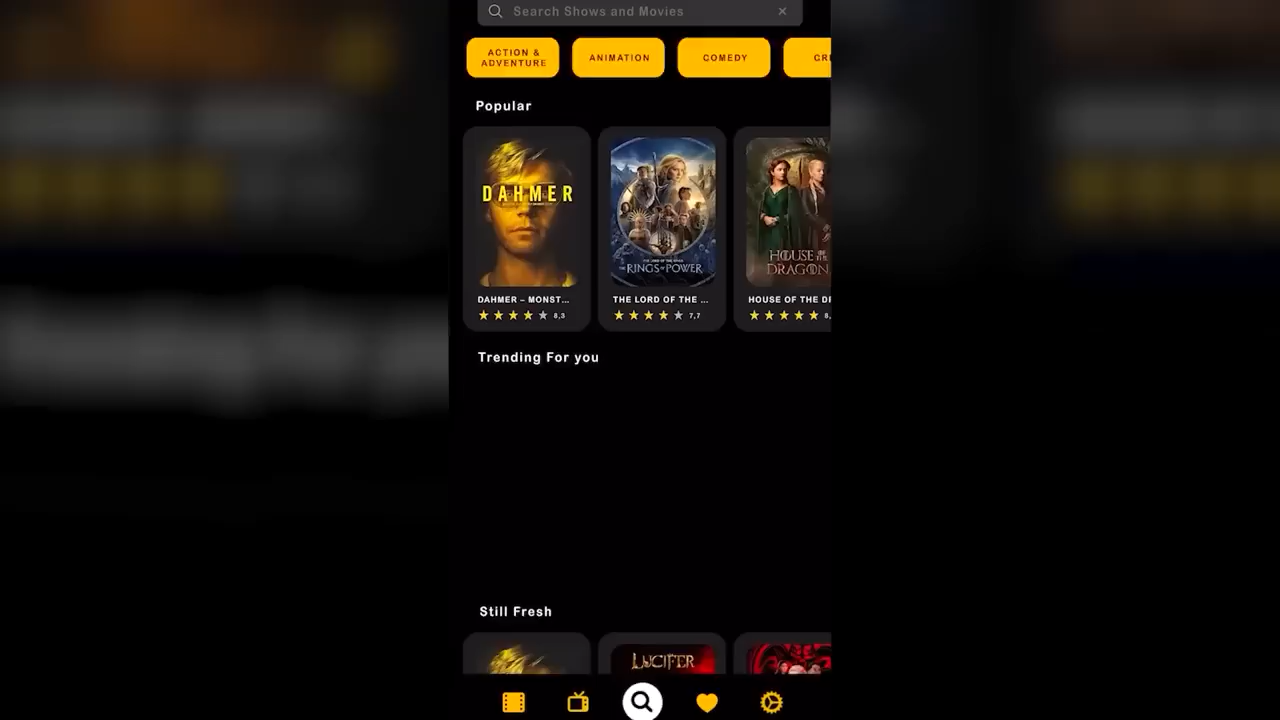 Search Shows and Movies
ACTION &
ADVENTURE
ANIMATION
COMEDY
Popular
DAHMER
THE LORD OF THE RINGS
THE RINGS OF POWER
HOUSE OF THE
DRAGON
DAHMER – MONST...
8,3
THE LORD OF THE ...
7,7
HOUSE OF THE DR
8,
Trending For you
Still Fresh
LUCIFER